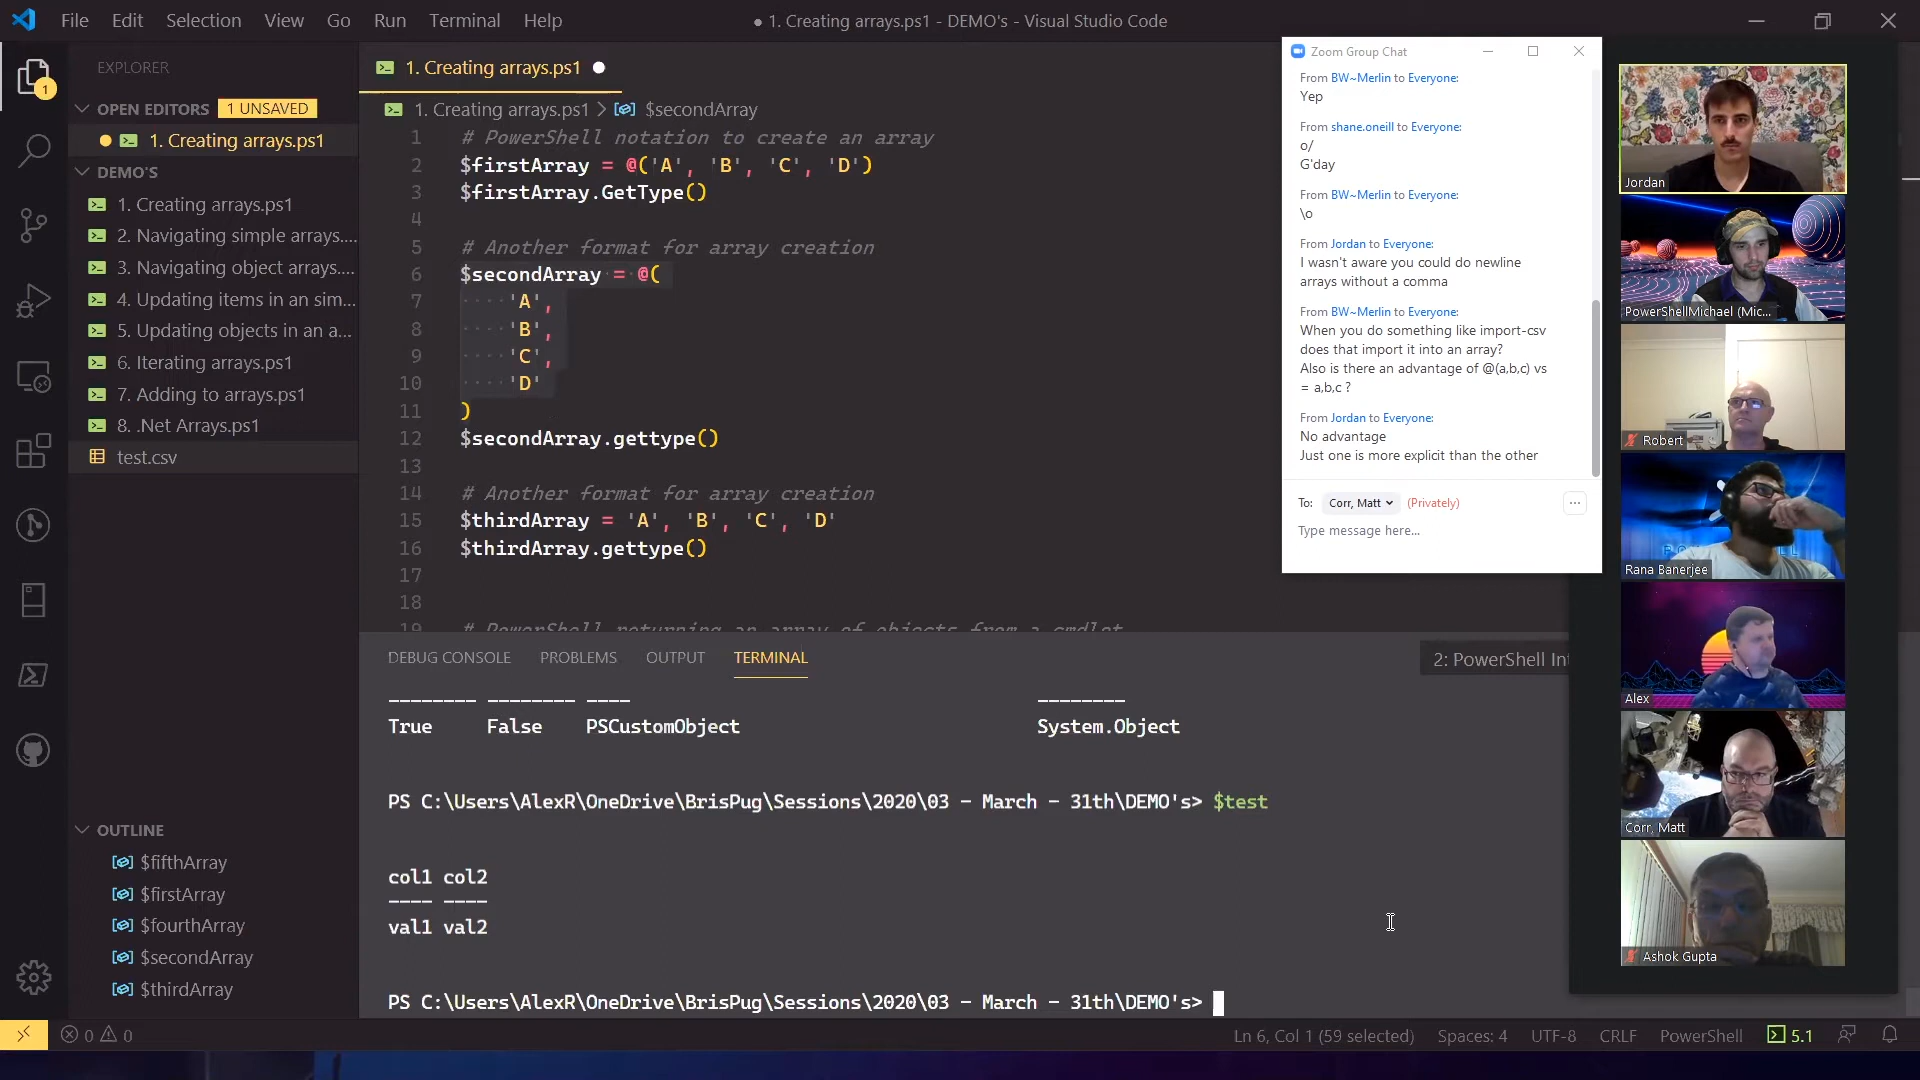 File Edit Selection View Go Run Terminal Help
● 1. Creating arrays.ps1 - DEMO's - Visual Studio Code
1
EXPLORER
OPEN EDITORS 1 UNSAVED
1. Creating arrays.ps1
DEMO'S
1. Creating arrays.ps1
2. Navigating simple arrays....
3. Navigating object arrays....
4. Updating items in an sim...
5. Updating objects in an a...
6. Iterating arrays.ps1
7. Adding to arrays.ps1
8. .Net Arrays.ps1
test.csv
OUTLINE
$fifthArray
$firstArray
$fourthArray
$secondArray
$thirdArray
1. Creating arrays.ps1
1. Creating arrays.ps1 > $secondArray
1 # PowerShell notation to create an array
2 $firstArray = @('A', 'B', 'C', 'D')
3 $firstArray.GetType()
4
5 # Another format for array creation
6 $secondArray = @(
7 'A',
8 'B',
9 'C',
10 'D'
11 )
12 $secondArray.gettype()
13
14 # Another format for array creation
15 $thirdArray = 'A', 'B', 'C', 'D'
16 $thirdArray.gettype()
17
18
19 # PowerShell returning an array of objects from a cmdlet
DEBUG CONSOLE PROBLEMS OUTPUT TERMINAL
2: PowerShell Int
-------- -------- ---- --------
True False PSCustomObject System.Object
PS C:\Users\AlexR\OneDrive\BrisPug\Sessions\2020\03 - March - 31th\DEMO's> $test
col1 col2
---- ----
val1 val2
PS C:\Users\AlexR\OneDrive\BrisPug\Sessions\2020\03 - March - 31th\DEMO's>
0 0
Ln 6, Col 1 (59 selected) Spaces: 4 UTF-8 CRLF PowerShell 5.1
Zoom Group Chat
From BW~Merlin to Everyone:
Yep
From shane.oneill to Everyone:
o/
G'day
From BW~Merlin to Everyone:
\o
From Jordan to Everyone:
I wasn't aware you could do newline
arrays without a comma
From BW~Merlin to Everyone:
When you do something like import-csv
does that import it into an array?
Also is there an advantage of @(a,b,c) vs
= a,b,c ?
From Jordan to Everyone:
No advantage
Just one is more explicit than the other
To: Corr, Matt (Privately)
...
Type message here...
Jordan
PowerShellMichael (Mic...
Robert
Rana Banerjee
Alex
Corr, Matt
Ashok Gupta